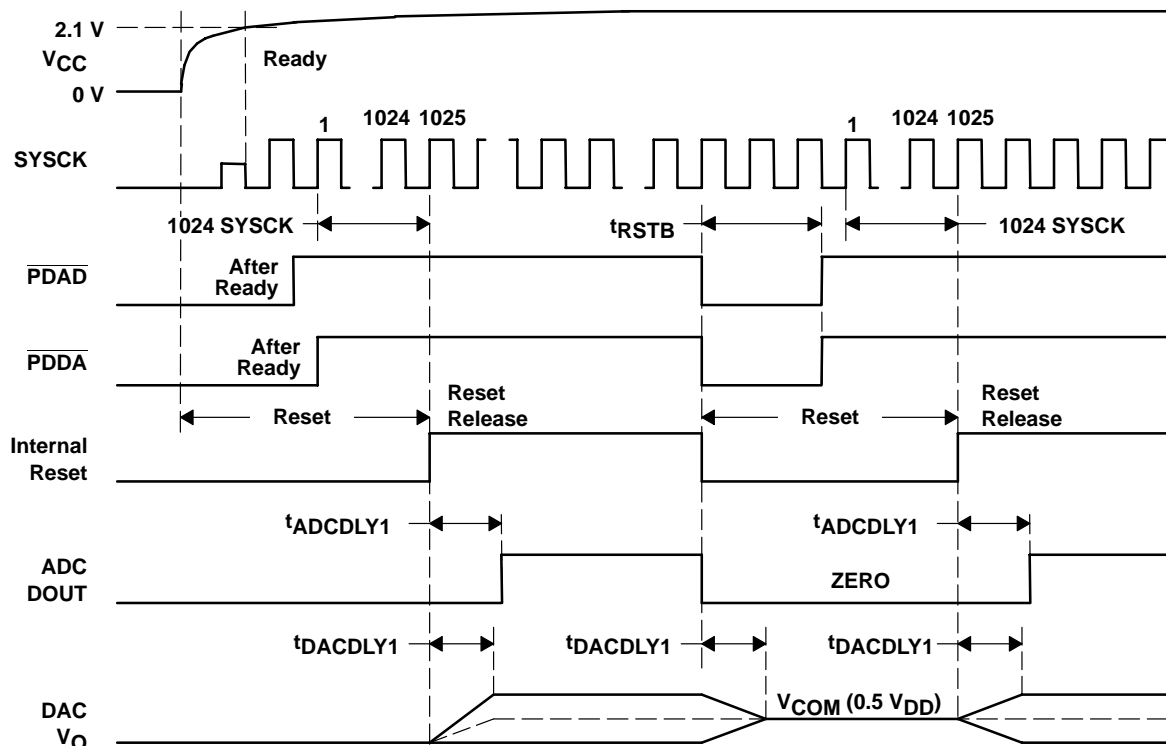 2.1 V
VCC
0 V
Ready
1
1024 1025
1
1024 1025
SYSCK
1024 SYSCK
tRSTB
1024 SYSCK
PDAD
After
Ready
PDDA
After
Ready
Reset
Reset
Release
Reset
Reset
Release
Internal
Reset
tADCDLY1
tADCDLY1
ADC
DOUT
ZERO
tDACDLY1
tDACDLY1
tDACDLY1
DAC
VO
VCOM (0.5 VDD)